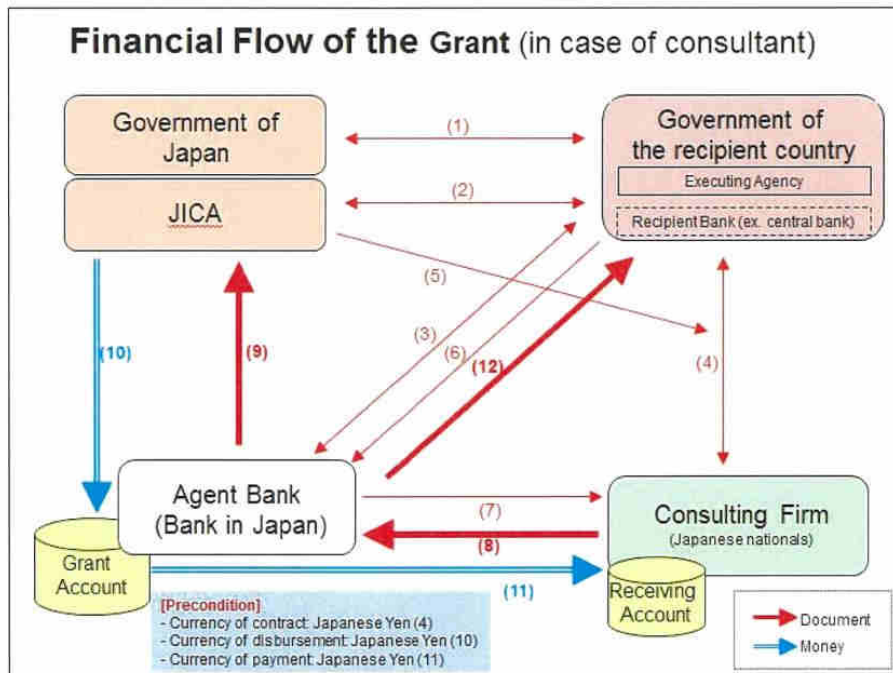 Financial Flow of the Grant (in case of consultant)
Government of
Japan
(1)
Government of
the recipient country
Executing Agency
JICA
(2)
Recipient Bank (ex. central bank)
(5)
(3)
(6)
(10)
(9)
(12)
(4)
Agent Bank
(Bank in Japan)
(7)
Consulting Firm
(Japanese nationals)
(8)
Grant
Account
(11)
Receiving
Account
[Precondition]
- Currency of contract: Japanese Yen (4)
- Currency of disbursement: Japanese Yen (10)
- Currency of payment: Japanese Yen (11)
Document
Money